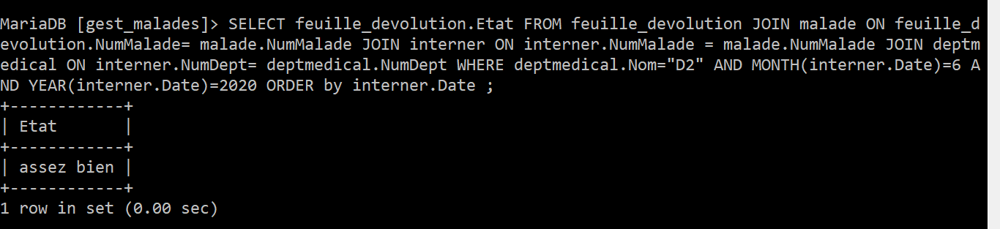 MariaDB [gest_malades]> SELECT feuille_devolution.Etat FROM feuille_devolution JOIN malade ON feuille_d
evolution.NumMalade= malade.NumMalade JOIN interner ON interner.NumMalade = malade.NumMalade JOIN deptm
edical ON interner.NumDept= deptmedical.NumDept WHERE deptmedical.Nom="D2" AND MONTH(interner.Date)=6 A
ND YEAR(interner.Date)=2020 ORDER by interner.Date ;
+------------+
| Etat       |
+------------+
| assez bien |
+------------+
1 row in set (0.00 sec)